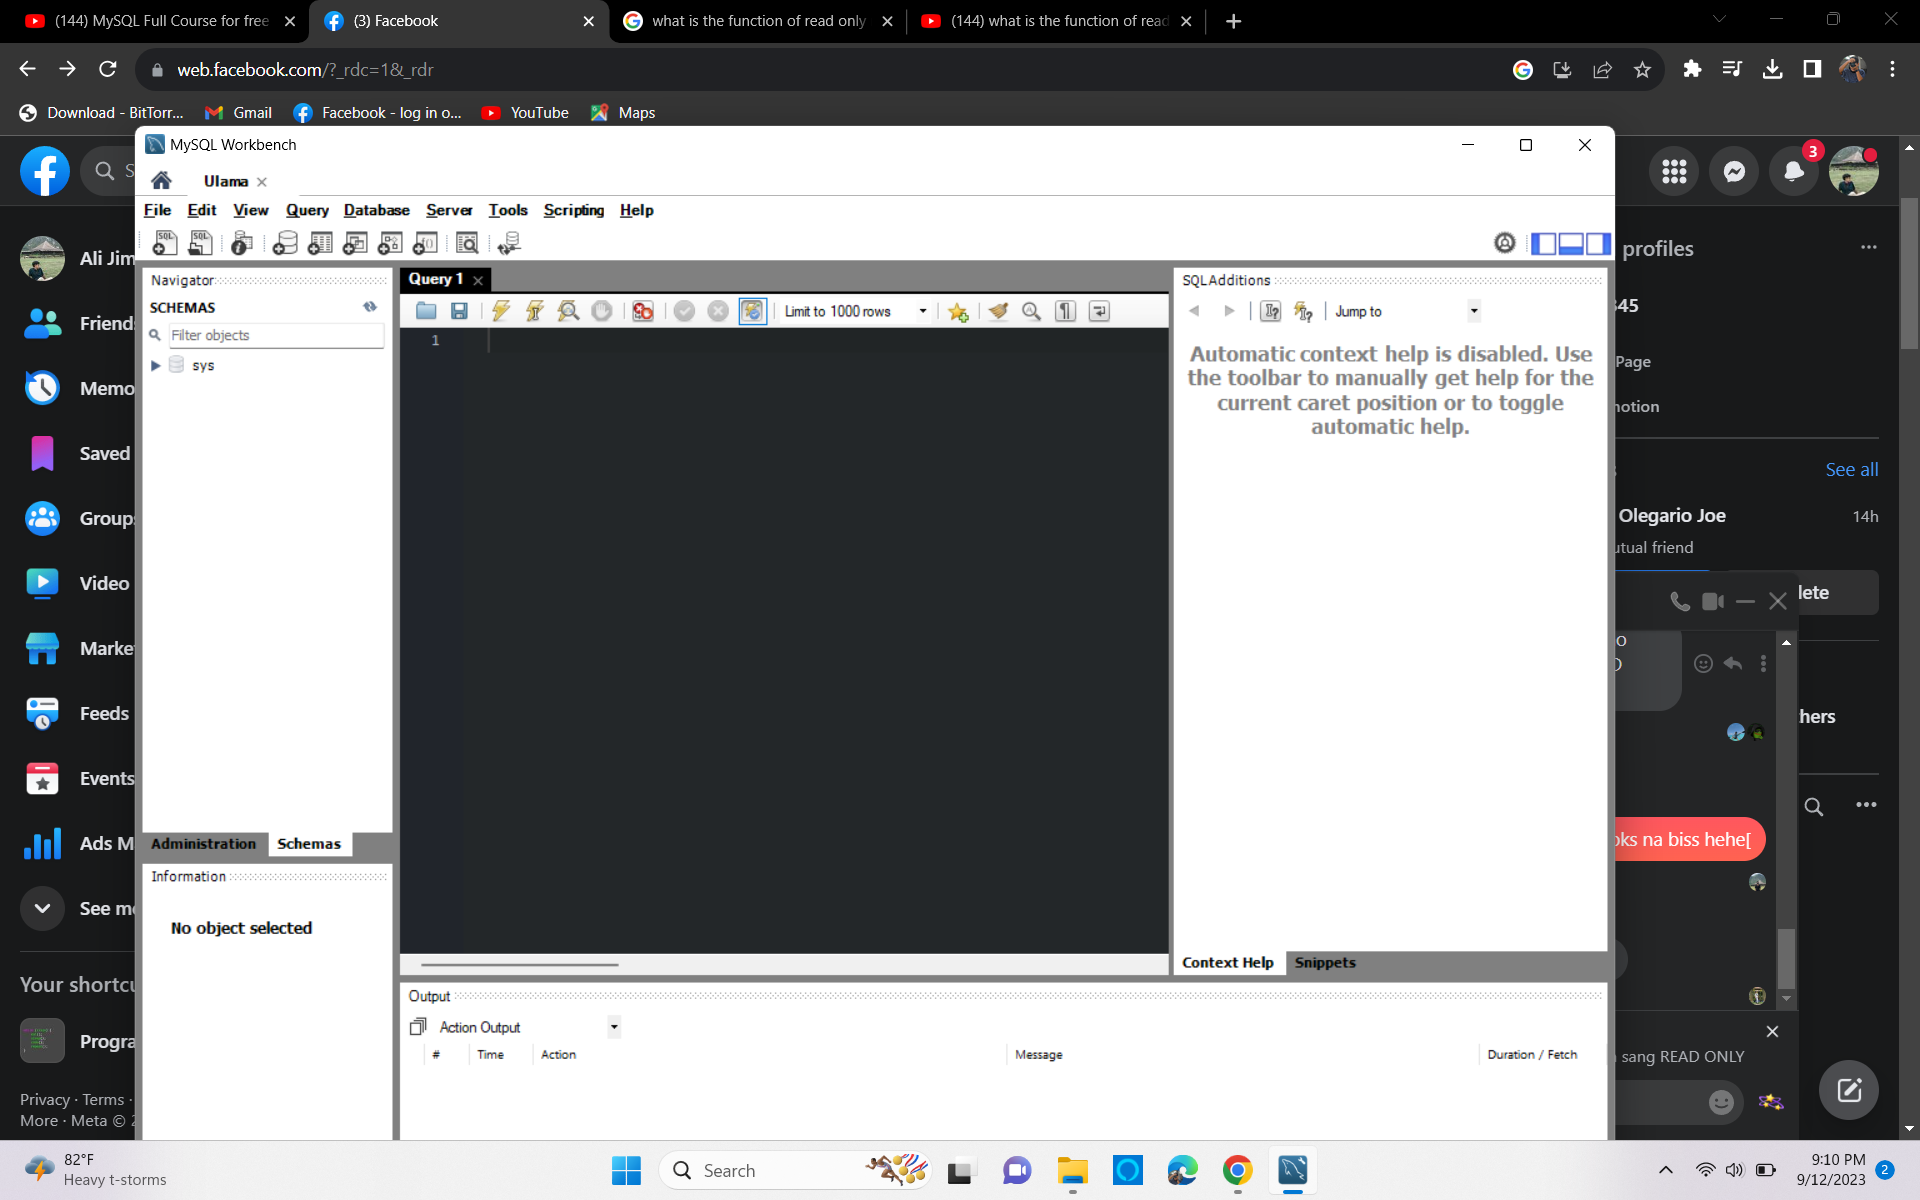 (144) MySQL Full Course for free
(3) Facebook
what is the function of read only
(144) what is the function of read
web.facebook.com/?_rdc=1&_rdr
Download - BitTorr...
Gmail
Facebook - log in o...
YouTube
Maps
MySQL Workbench
3
Ulama
File Edit View Query Database Server Tools Scripting Help
Navigator
SCHEMAS
Filter objects
sys
Query 1
Limit to 1000 rows
1
SQLAdditions
Jump to
Automatic context help is disabled. Use
the toolbar to manually get help for the
current caret position or to toggle
automatic help.
Ali Jim
Friend
Memo
Saved
Group
Video
Marke
Feeds
Events
Ads M
See mo
Your shortcu
Progra
Privacy · Terms ·
More · Meta © 2
profiles
345
Page
motion
See all
Olegario Joe
14h
utual friend
lete
hers
oks na biss hehe[
sang READ ONLY
Administration
Schemas
Information
No object selected
Context Help
Snippets
Output
Action Output
# Time Action Message Duration / Fetch
82°F
Heavy t-storms
Search
9:10 PM
9/12/2023
2